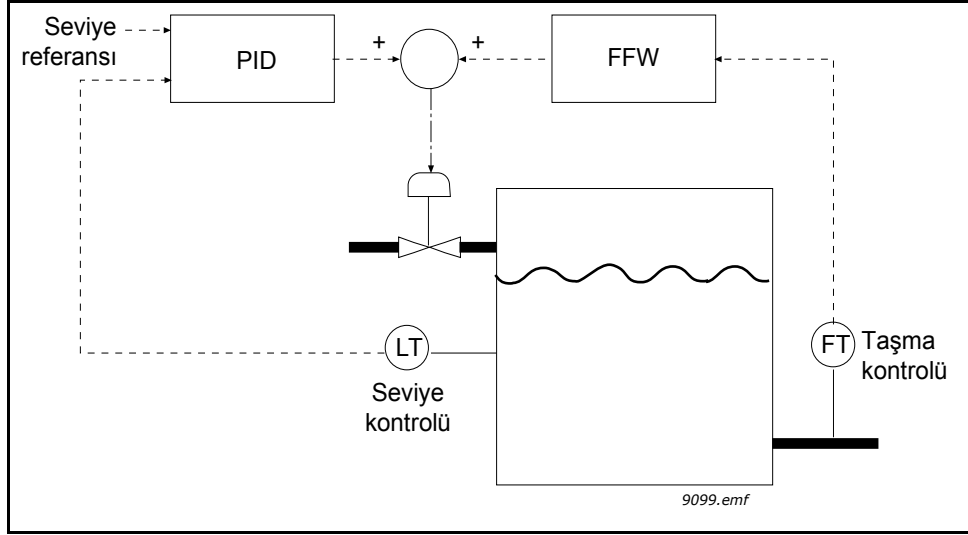 Seviye
referansı
PID
+
+
FFW
LT
Seviye
kontrolü
FT
Taşma
kontrolü
9099.emf